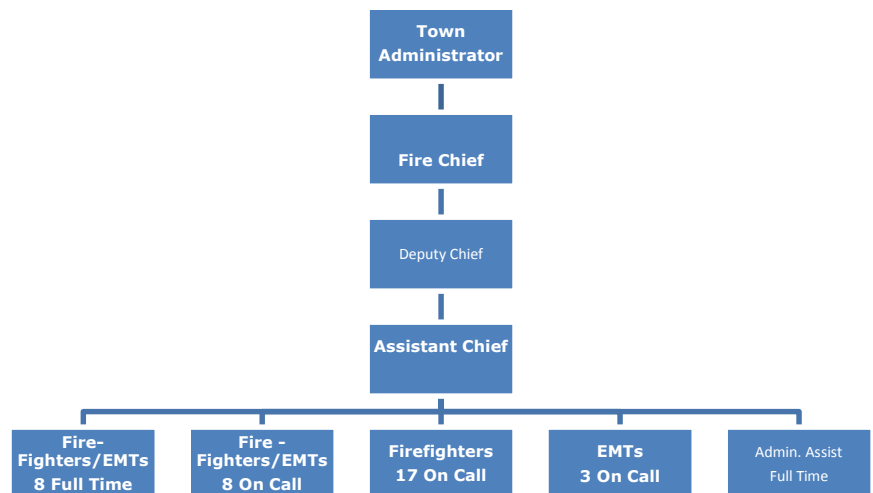 Town
Administrator
Fire Chief
Deputy Chief
Assistant Chief
Fire-
Fighters/EMTs
8 Full Time
Fire -
Fighters/EMTs
8 On Call
Firefighters
17 On Call
EMTs
3 On Call
Admin. Assist
Full Time